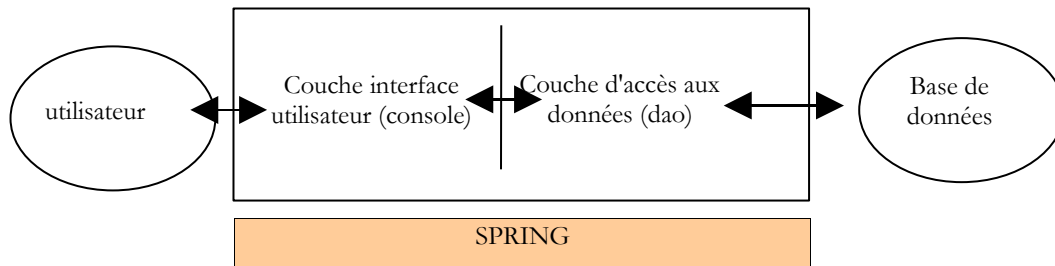 utilisateur
Couche interface
utilisateur (console)
Couche d'accès aux
données (dao)
Base de
données
SPRING